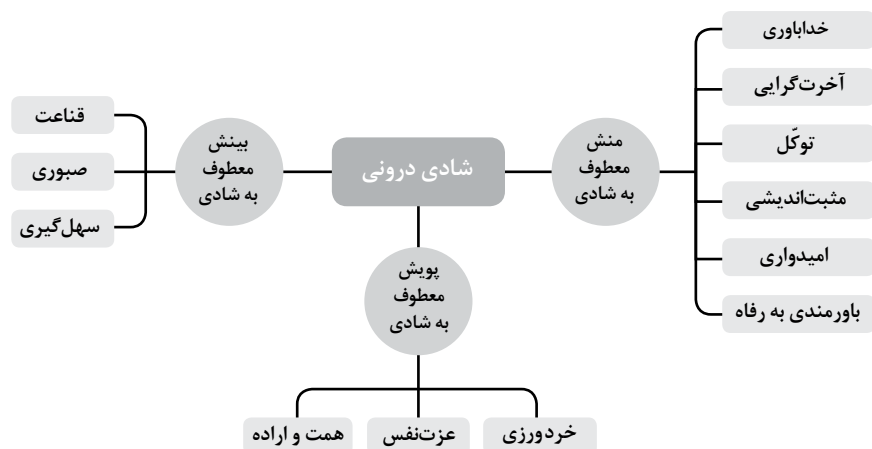 خداباوری
آخرت‌گرایی
توکّل
مثبت‌اندیشی
امیدواری
باورمندی به رفاه
منش
معطوف
به شادی
شادی درونی
بینش
معطوف
به شادی
قناعت
صبوری
سهل‌گیری
پویش
معطوف
به شادی
خردورزی
عزت‌نفس
همت و اراده